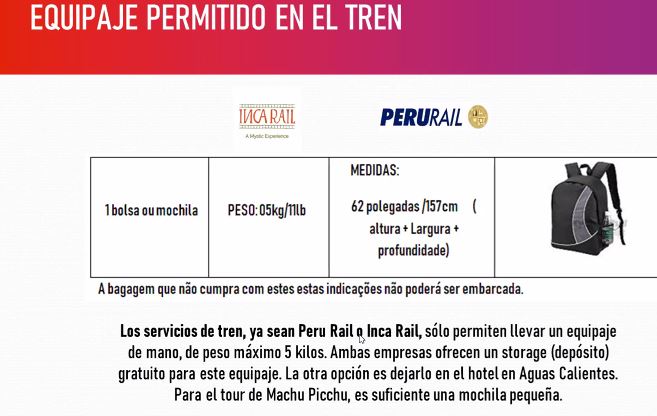 EQUIPAJE PERMITIDO EN EL TREN
INCA RAIL
A Mystic Experience
PERURAIL
1 bolsa ou mochila
PESO: 05kg/11lb
MEDIDAS:
62 polegadas /157cm (
altura + Largura +
profundidade)
A bagagem que não cumpra com estes estas indicações não poderá ser embarcada.
Los servicios de tren, ya sean Peru Rail o Inca Rail, sólo permiten llevar un equipaje
de mano, de peso máximo 5 kilos. Ambas empresas ofrecen un storage (depósito)
gratuito para este equipaje. La otra opción es dejarlo en el hotel en Aguas Calientes.
Para el tour de Machu Picchu, es suficiente una mochila pequeña.